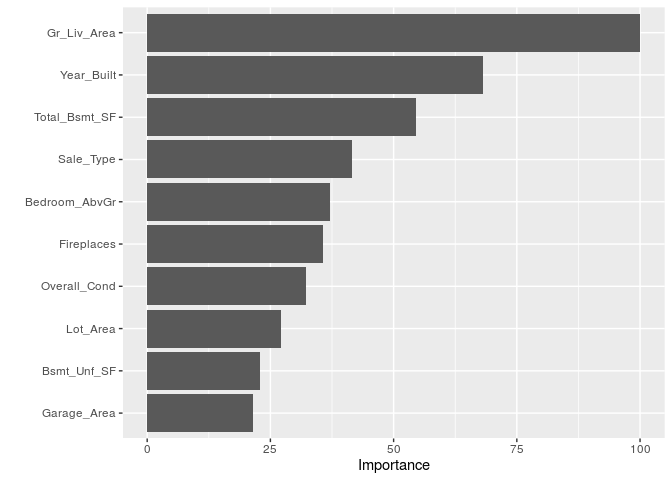 Gr_Liv_Area
Year_Built
Total_Bsmt_SF
Sale_Type
Bedroom_AbvGr
Fireplaces
Overall_Cond
Lot_Area
Bsmt_Unf_SF
Garage_Area
0 25 50 75 100
Importance